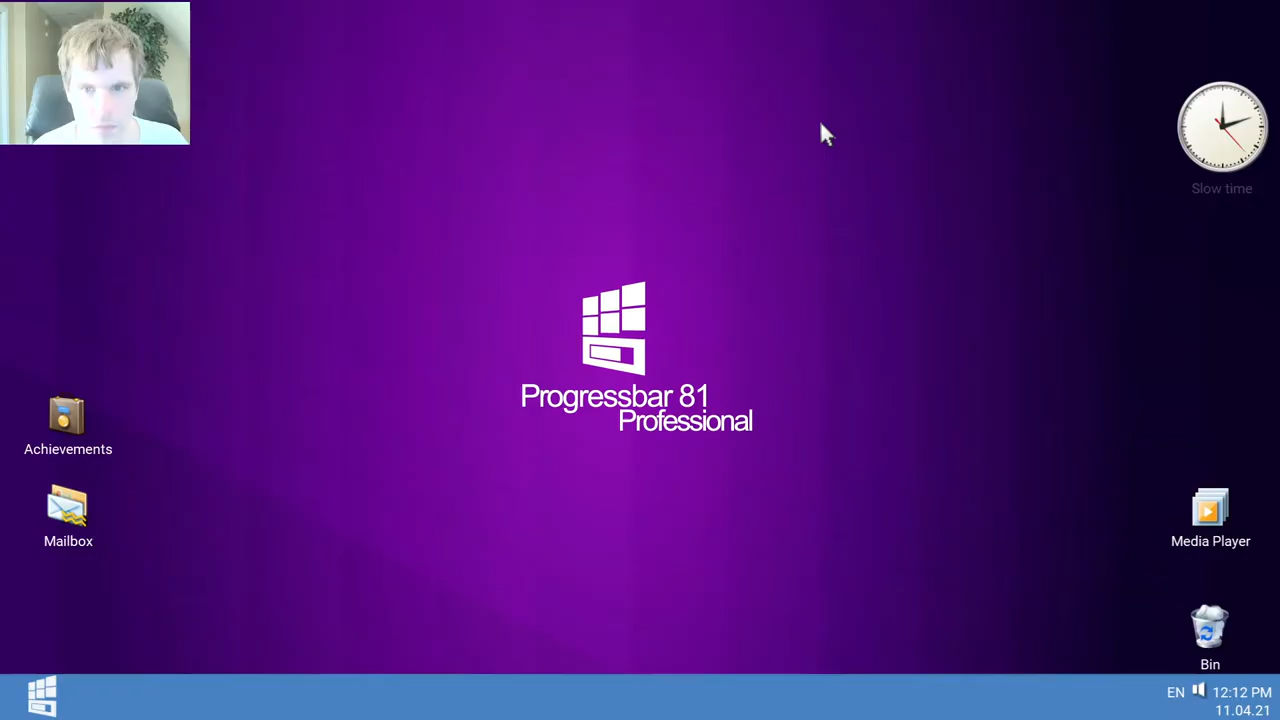 Slow time
Progressbar 81
Professional
Achievements
Mailbox
Media Player
Bin
EN 12:12 PM
11.04.21